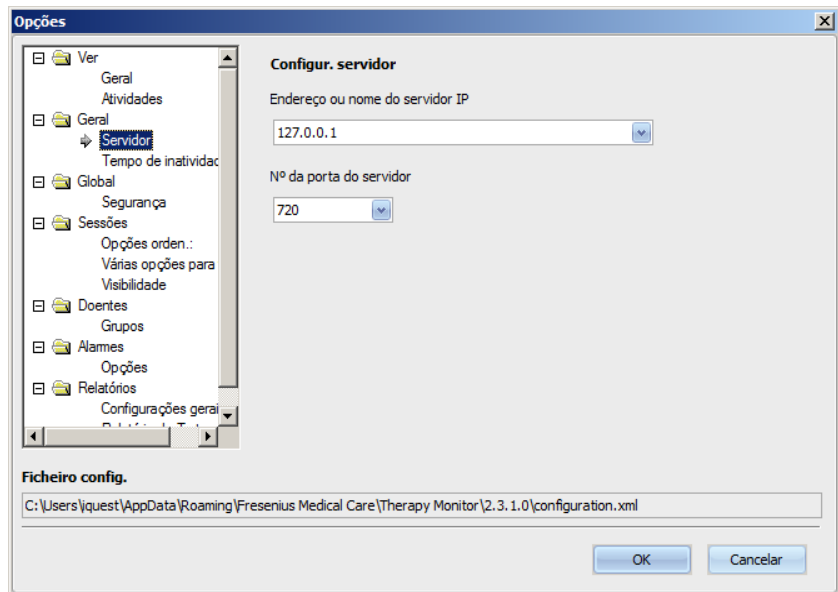 Opções
Ver
Geral
Atividades
Geral
Servidor
Tempo de inatividac
Global
Segurança
Sessões
Opções orden.:
Várias opções para
Visibilidade
Doentes
Grupos
Alarmes
Opções
Relatórios
Configurações gerai
Configur. servidor
Endereço ou nome do servidor IP
127.0.0.1
Nº da porta do servidor
720
Ficheiro config.
C:\Users\iquest\AppData\Roaming\Fresenius Medical Care\Therapy Monitor\2.3.1.0\configuration.xml
OK Cancelar